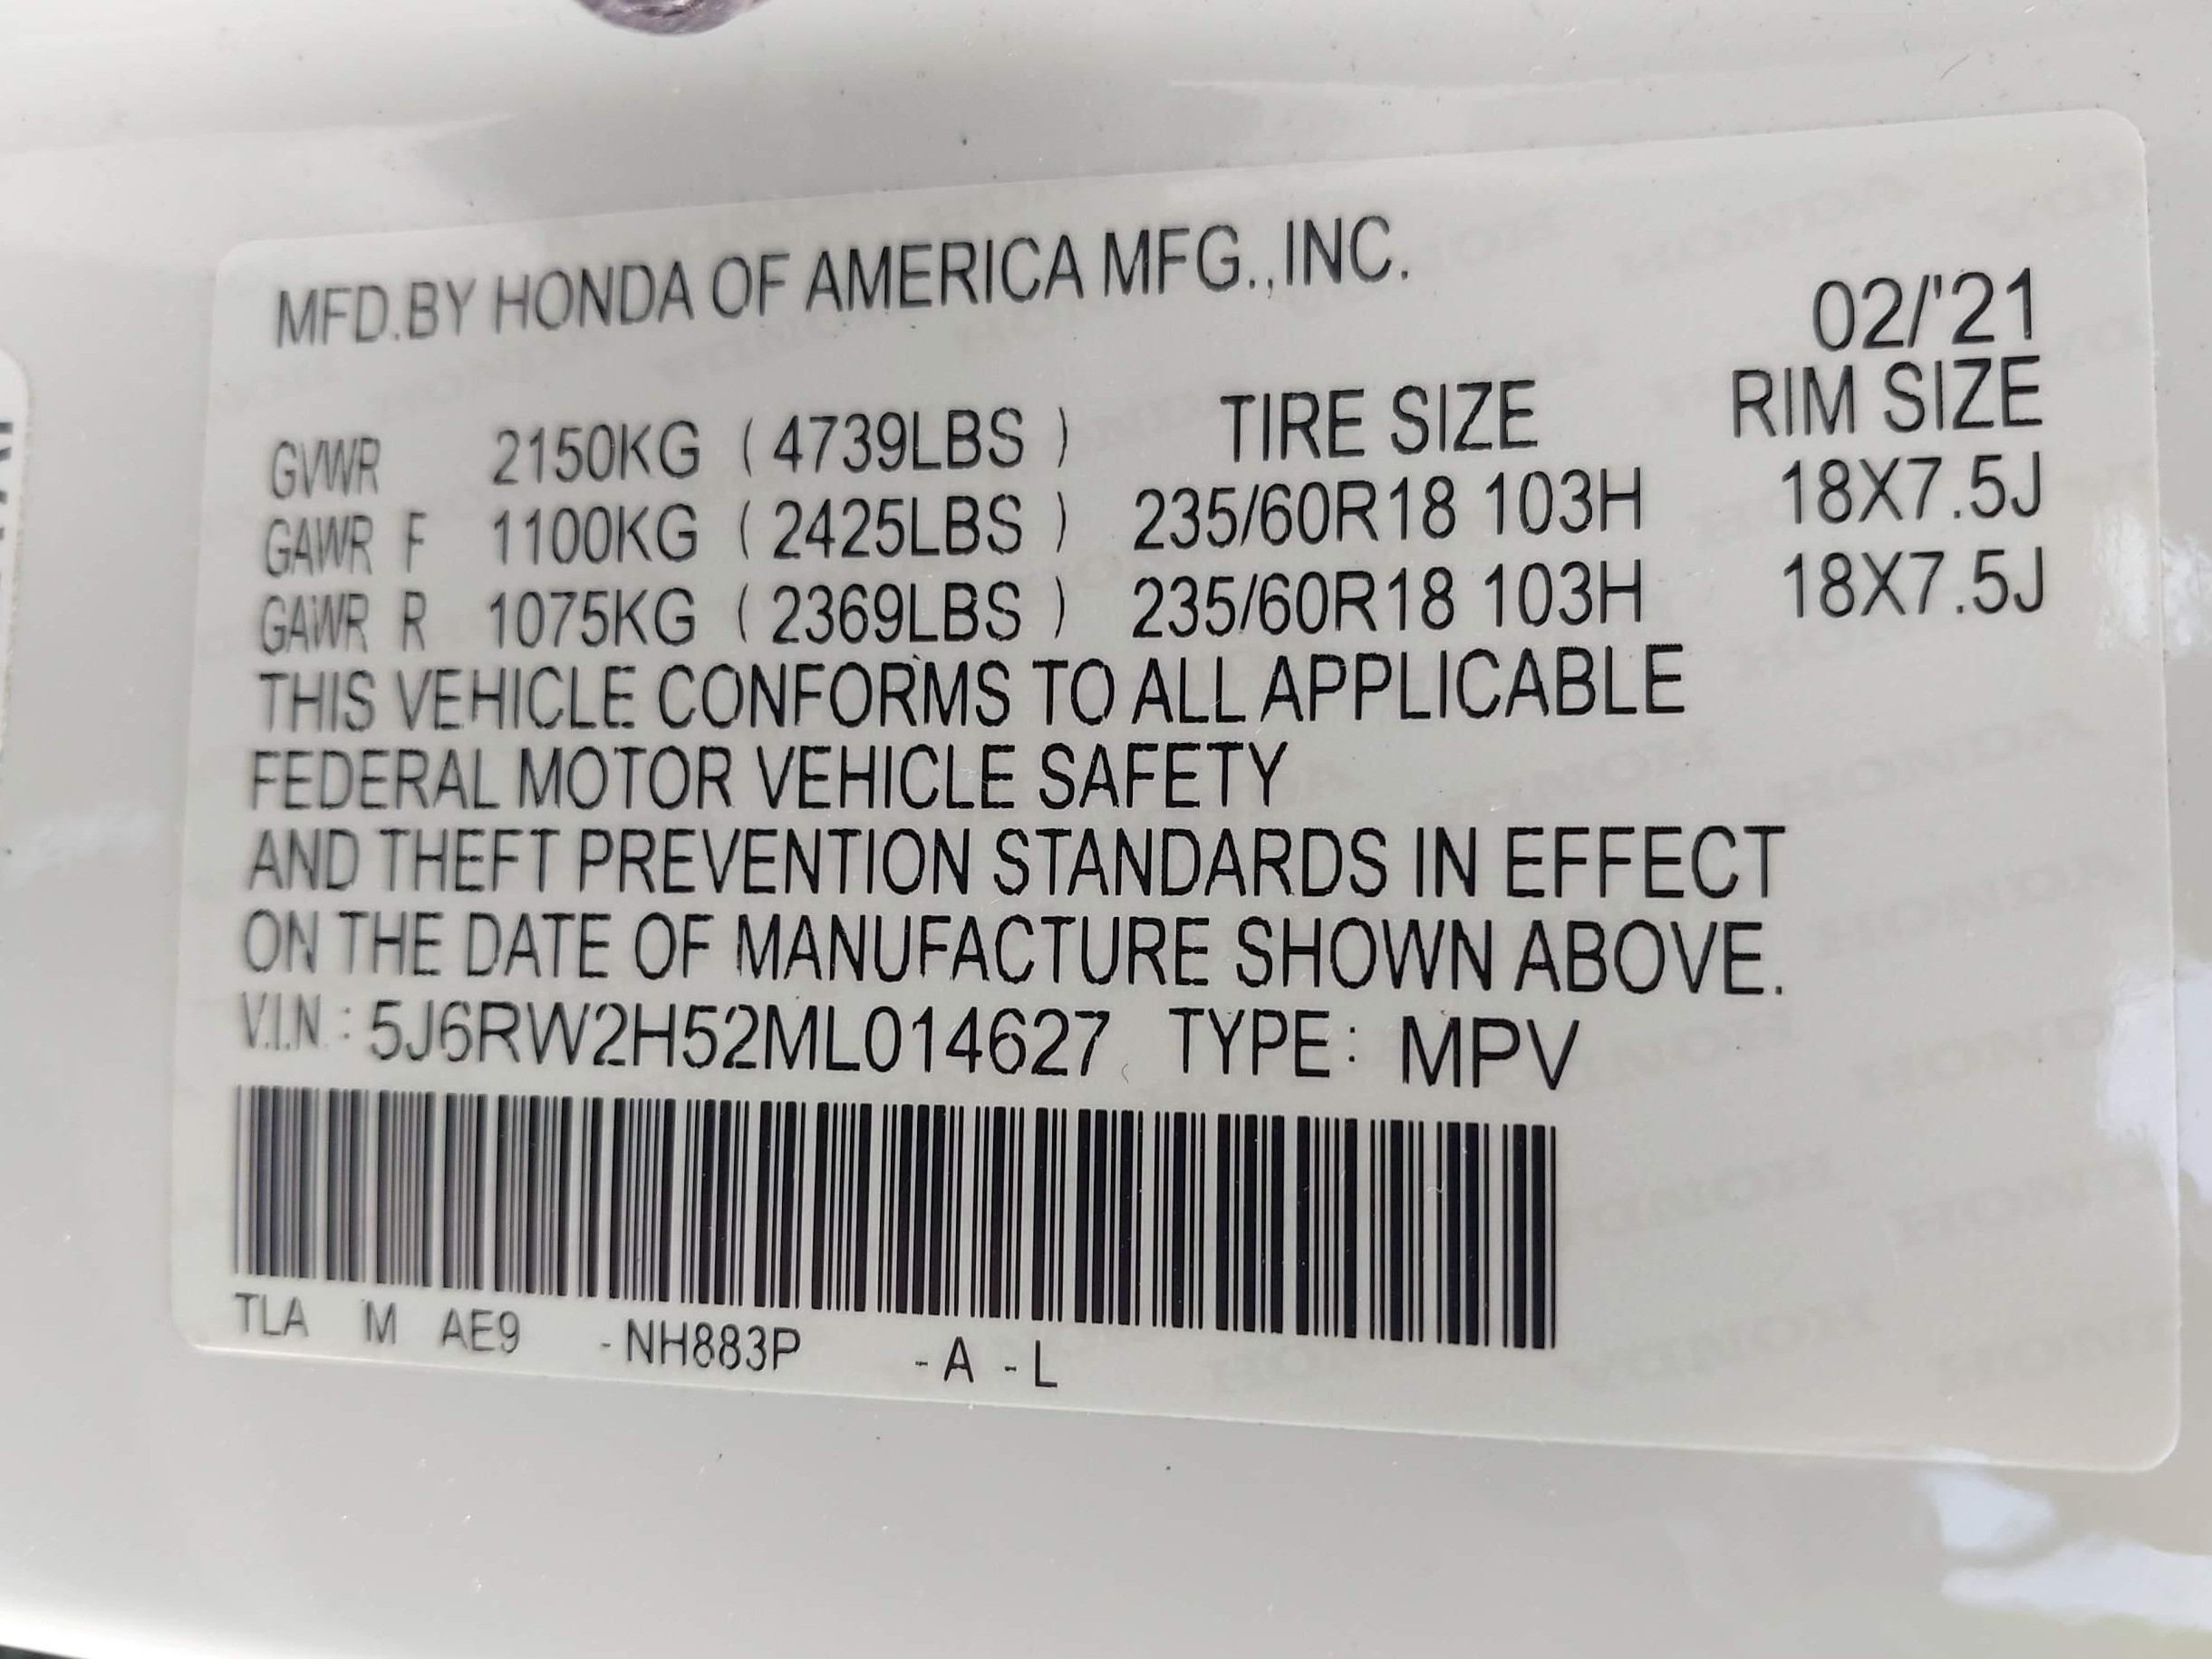 MFD.BY HONDA OF AMERICA MFG.,INC.
02/'21
GVWR 2150KG ( 4739LBS ) TIRE SIZE RIM SIZE
GAWR F 1100KG ( 2425LBS ) 235/60R18 103H 18X7.5J
GAWR R 1075KG ( 2369LBS ) 235/60R18 103H 18X7.5J
THIS VEHICLE CONFORMS TO ALL APPLICABLE
FEDERAL MOTOR VEHICLE SAFETY
AND THEFT PREVENTION STANDARDS IN EFFECT
ON THE DATE OF MANUFACTURE SHOWN ABOVE.
V.I.N.: 5J6RW2H52ML014627 TYPE: MPV
TLA M AE9 -NH883P -A -L